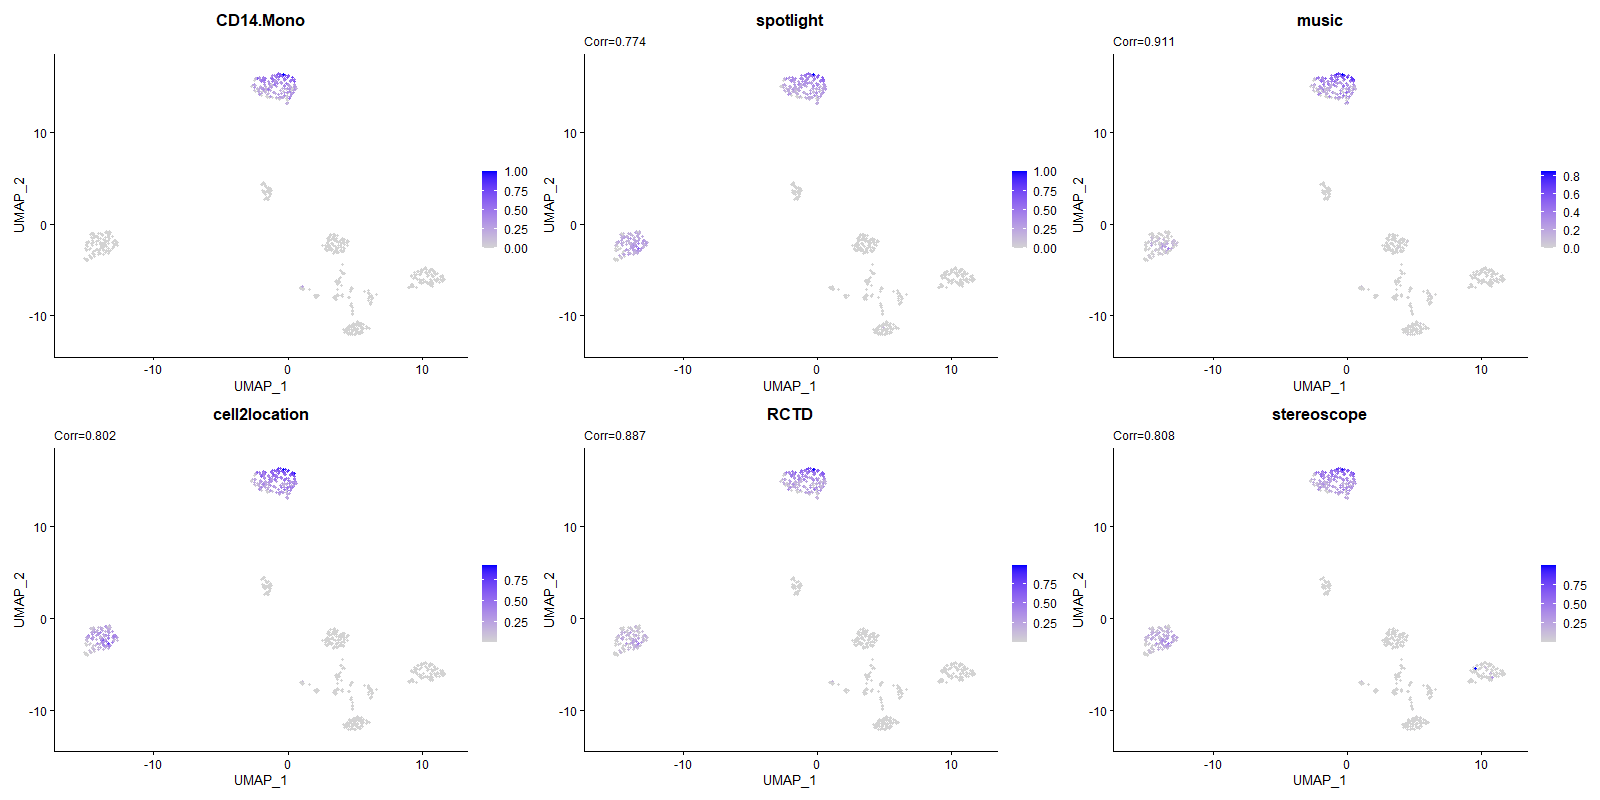 CD14.Mono
UMAP_2
10
0
-10
-10
0
10
UMAP_1
1.00
0.75
0.50
0.25
0.00
spotlight
Corr=0.774
UMAP_2
10
0
-10
-10
0
10
UMAP_1
1.00
0.75
0.50
0.25
0.00
music
Corr=0.911
UMAP_2
10
0
-10
-10
0
10
UMAP_1
0.8
0.6
0.4
0.2
0.0
cell2location
Corr=0.802
UMAP_2
10
0
-10
-10
0
10
UMAP_1
0.75
0.50
0.25
RCTD
Corr=0.887
UMAP_2
10
0
-10
-10
0
10
UMAP_1
0.75
0.50
0.25
stereoscope
Corr=0.808
UMAP_2
10
0
-10
-10
0
10
UMAP_1
0.75
0.50
0.25